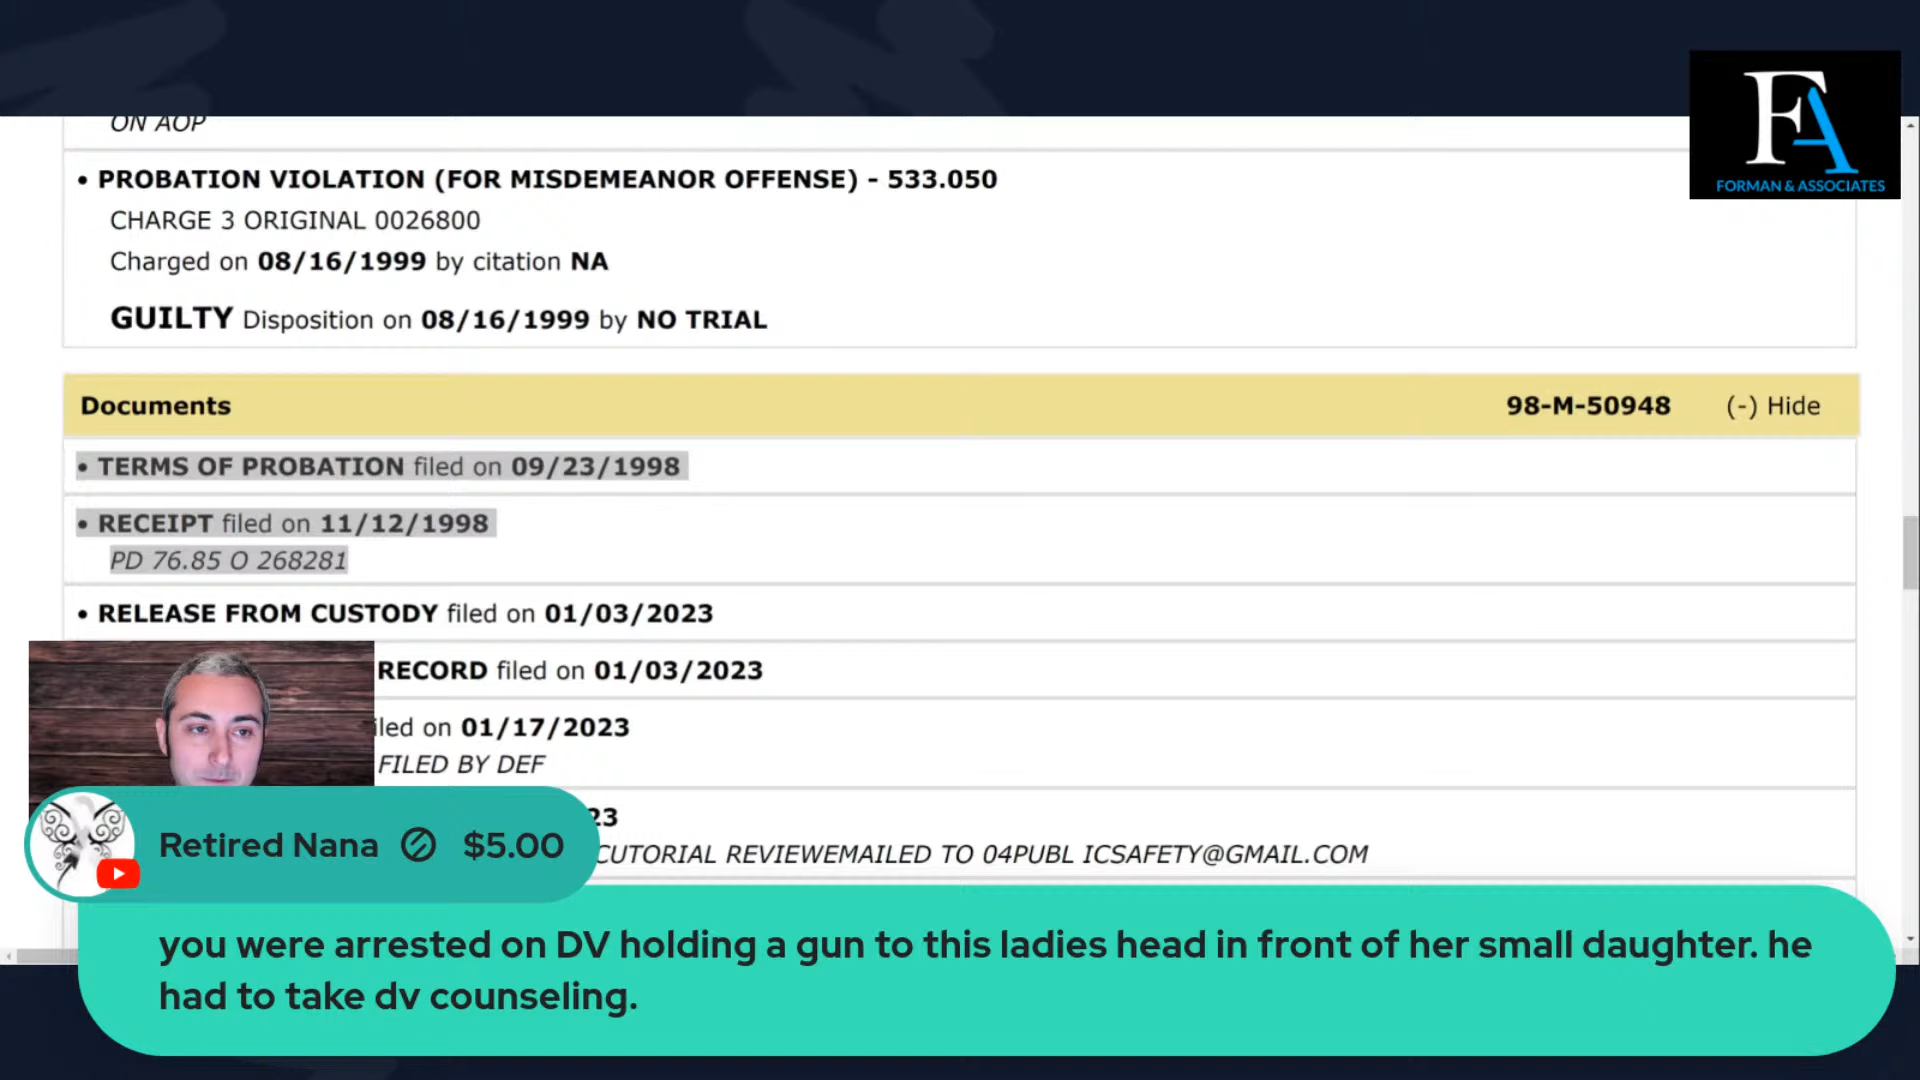 ON AOP
• PROBATION VIOLATION (FOR MISDEMEANOR OFFENSE) - 533.050
CHARGE 3 ORIGINAL 0026800
Charged on 08/16/1999 by citation NA
GUILTY Disposition on 08/16/1999 by NO TRIAL
FA
FORMAN & ASSOCIATES
Documents 98-M-50948 (-) Hide
• TERMS OF PROBATION filed on 09/23/1998
• RECEIPT filed on 11/12/1998
PD 76.85 O 268281
• RELEASE FROM CUSTODY filed on 01/03/2023
RECORD filed on 01/03/2023
iled on 01/17/2023
FILED BY DEF
23
CUTORIAL REVIEWEMAILED TO 04PUBL ICSAFETY@GMAIL.COM
Retired Nana $5.00
you were arrested on DV holding a gun to this ladies head in front of her small daughter. he
had to take dv counseling.